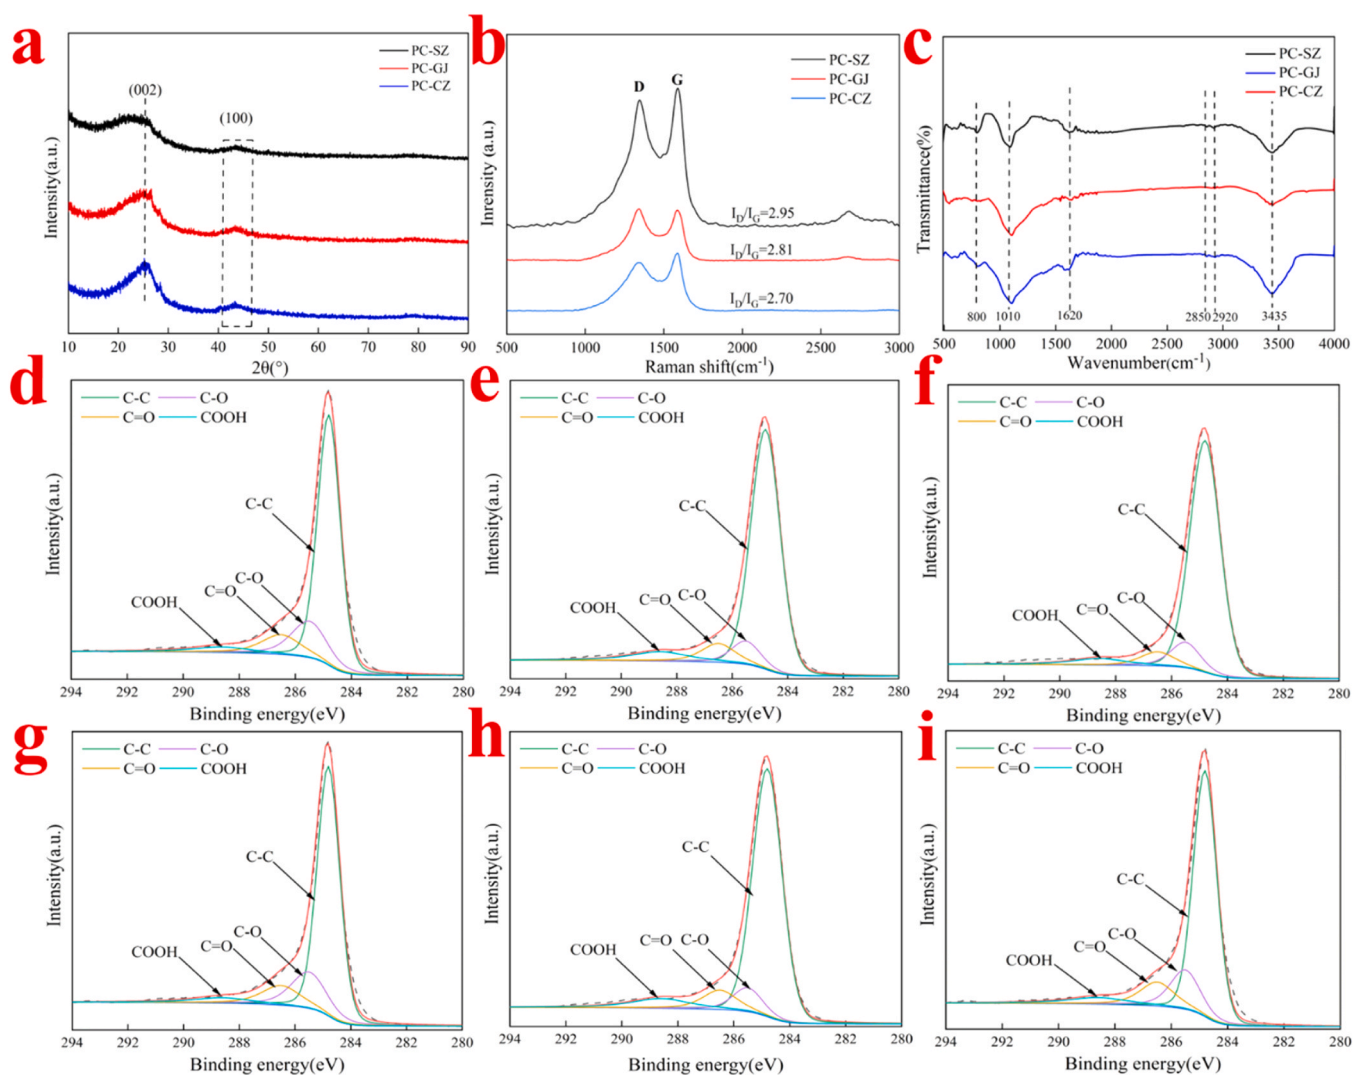 a
PC-SZ
PC-GJ
PC-CZ
(002)
(100)
Intensity(a.u.)
10 20 30 40 50 60 70 80 90
2θ(°)
b
PC-SZ
PC-GJ
PC-CZ
D
G
I_D/I_G=2.95
I_D/I_G=2.81
I_D/I_G=2.70
Inrensity (a.u.)
500 1000 1500 2000 2500 3000
Raman shift(cm⁻¹)
c
PC-SZ
PC-GJ
PC-CZ
Transmittance(%)
800 1010 1620 2850 2920 3435
500 1000 1500 2000 2500 3000 3500 4000
Wavenumber(cm⁻¹)
d
C-C C-O
C=O COOH
C-C
C-O
C=O
COOH
Intensity(a.u.)
294 292 290 288 286 284 282 280
Binding energy(eV)
e
C-C C-O
C=O COOH
C-C
C-O
C=O
COOH
Intensity(a.u.)
294 292 290 288 286 284 282 280
Binding energy(eV)
f
C-C C-O
C=O COOH
C-C
C-O
C=O
COOH
Intensity(a.u.)
294 292 290 288 286 284 282 280
Binding energy(eV)
g
C-C C-O
C=O COOH
C-C
C-O
C=O
COOH
Intensity(a.u.)
294 292 290 288 286 284 282 280
Binding energy(eV)
h
C-C C-O
C=O COOH
C-C
C=O C-O
COOH
Intensity(a.u.)
294 292 290 288 286 284 282 280
Binding energy(eV)
i
C-C C-O
C=O COOH
C-C
C-O
C=O
COOH
Intensity(a.u.)
294 292 290 288 286 284 282 280
Binding energy(eV)